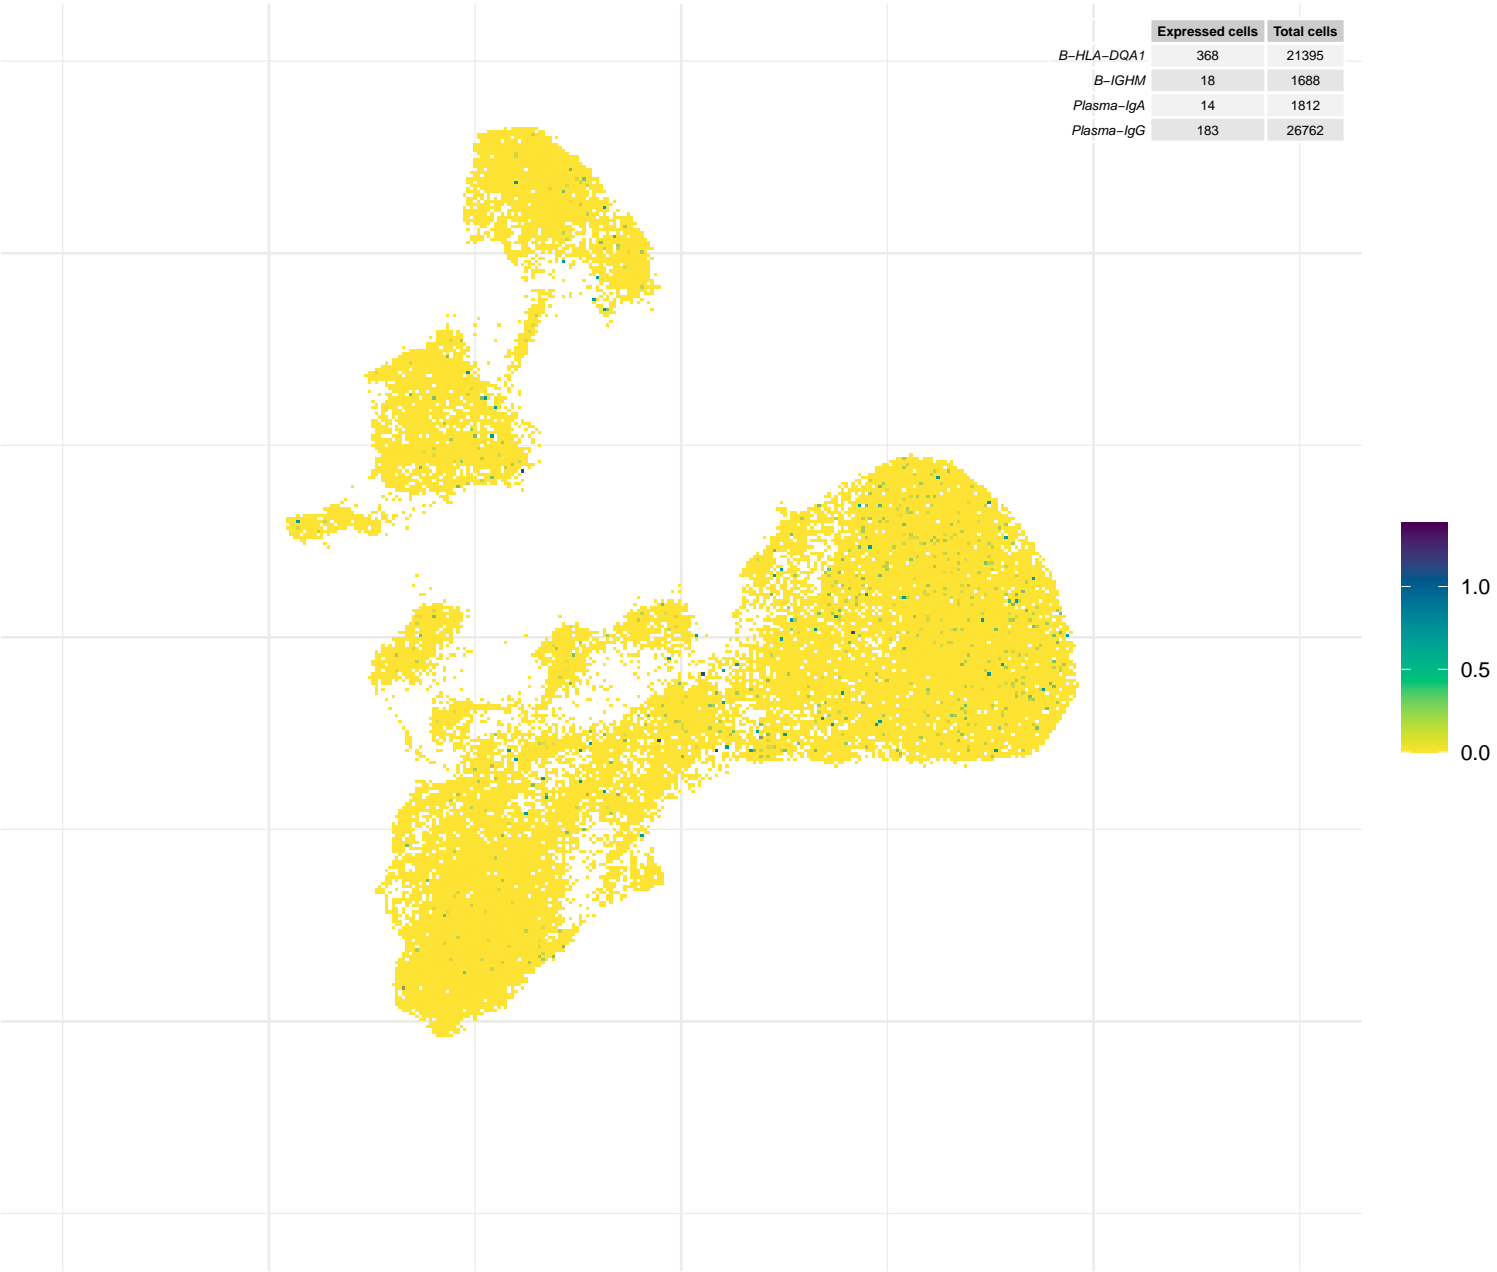 Expressed cells Total cells
B−HLA−DQA1 368 21395
B−IGHM 18 1688
Plasma−IgA 14 1812
Plasma−IgG 183 26762
1.0
0.5
0.0